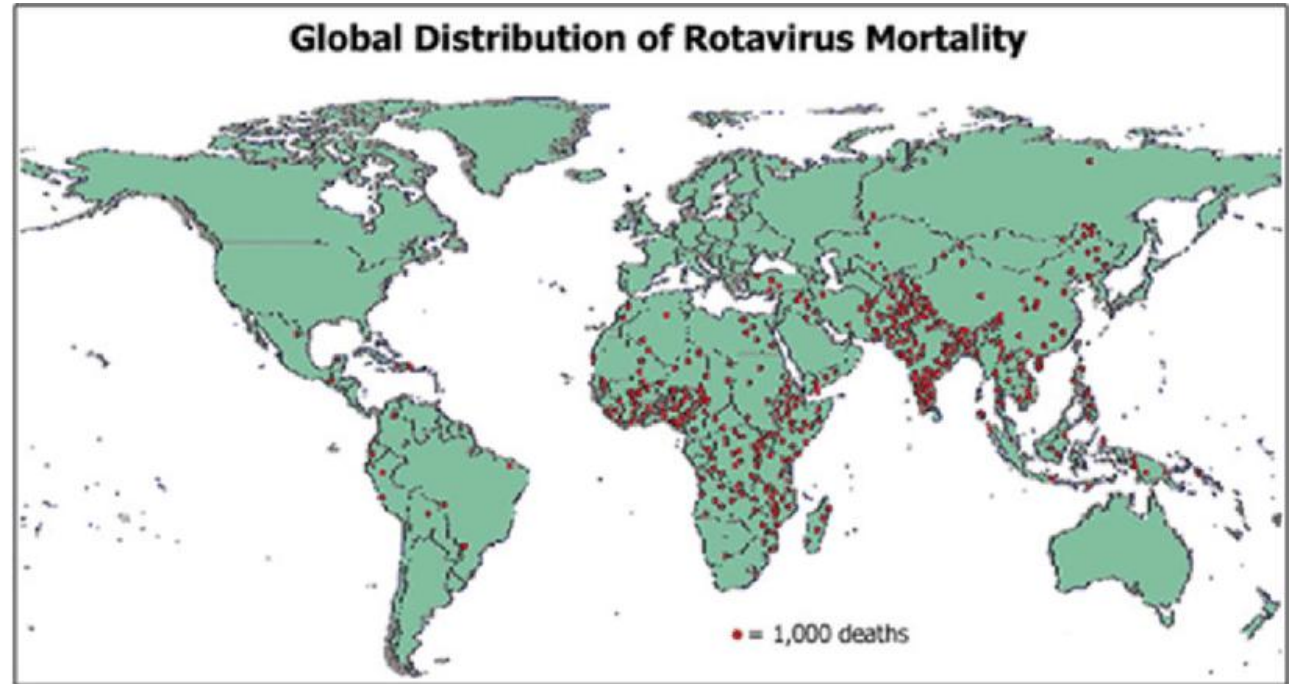 Global Distribution of Rotavirus Mortality
= 1,000 deaths